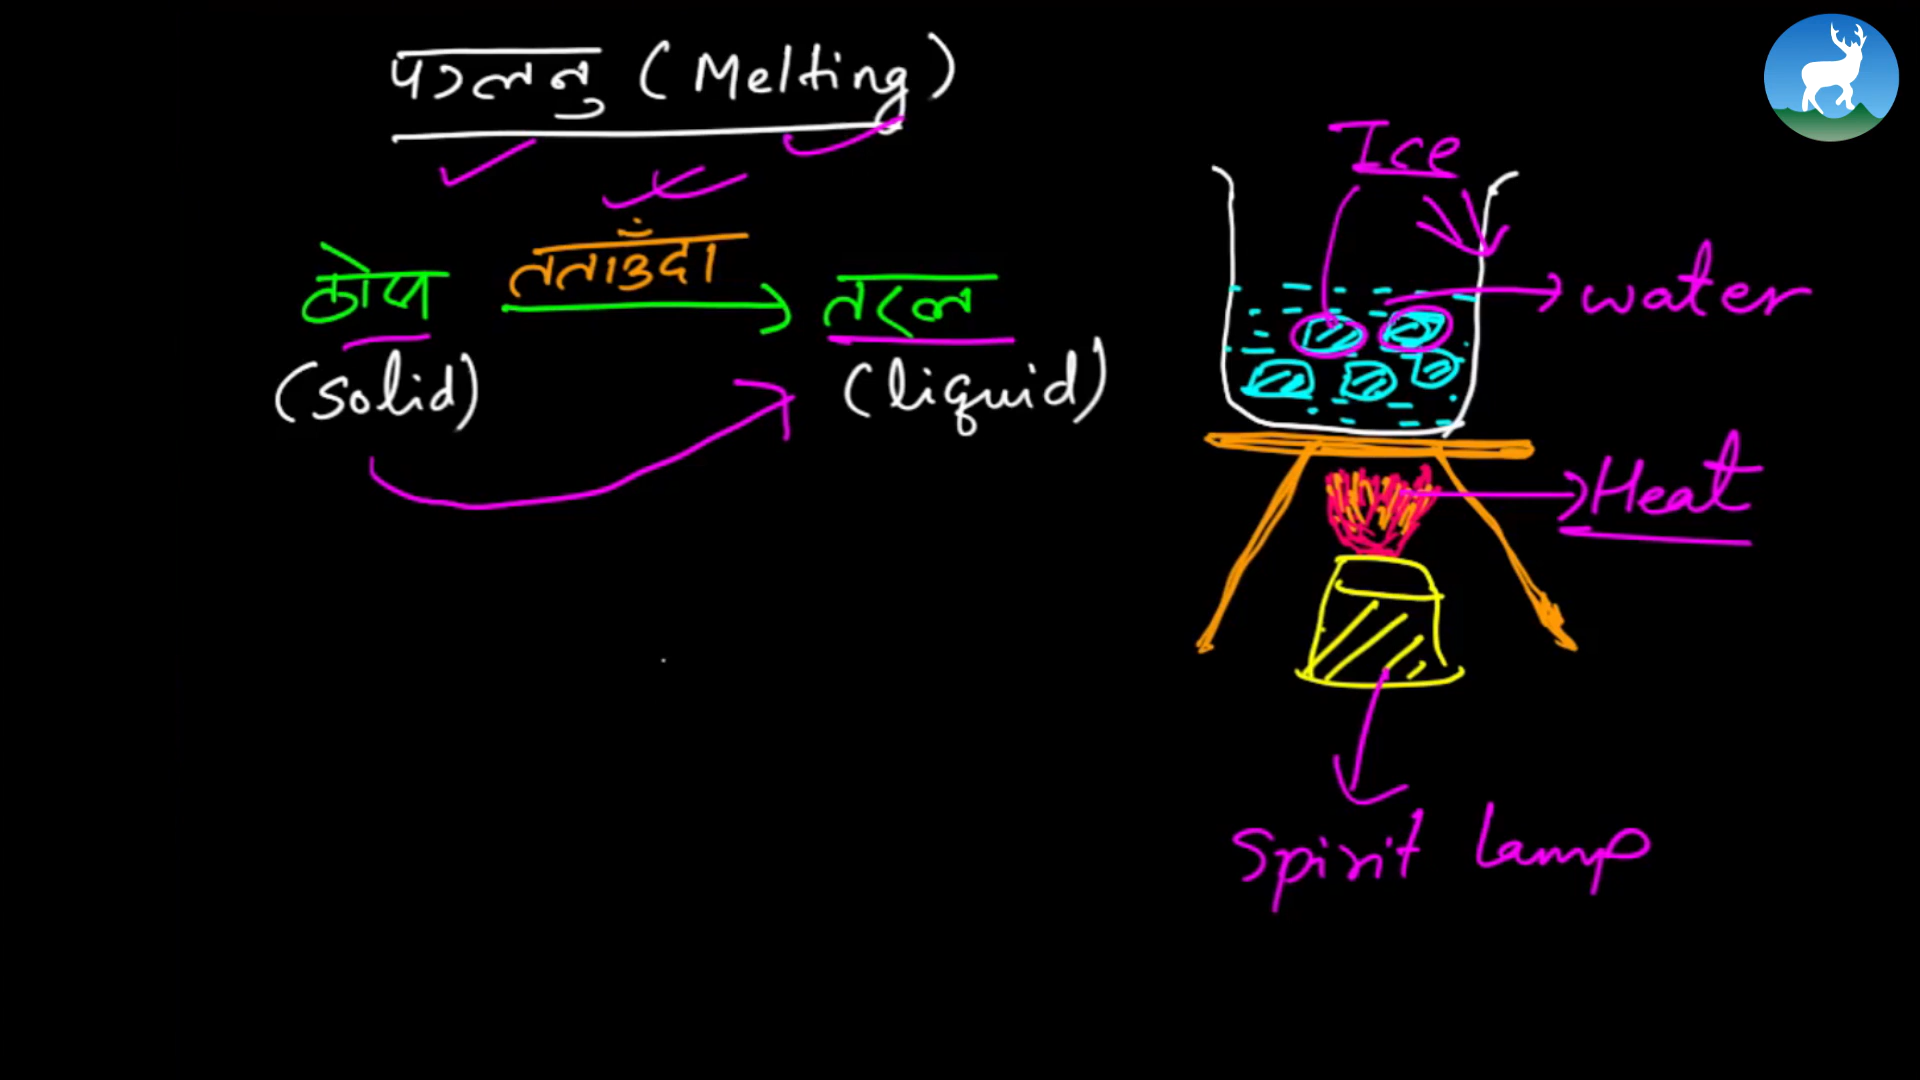 पग्लनु (Melting)
तताउँदा
ठोस तरल
(solid) (liquid)
Ice
water
Heat
Spirit lamp